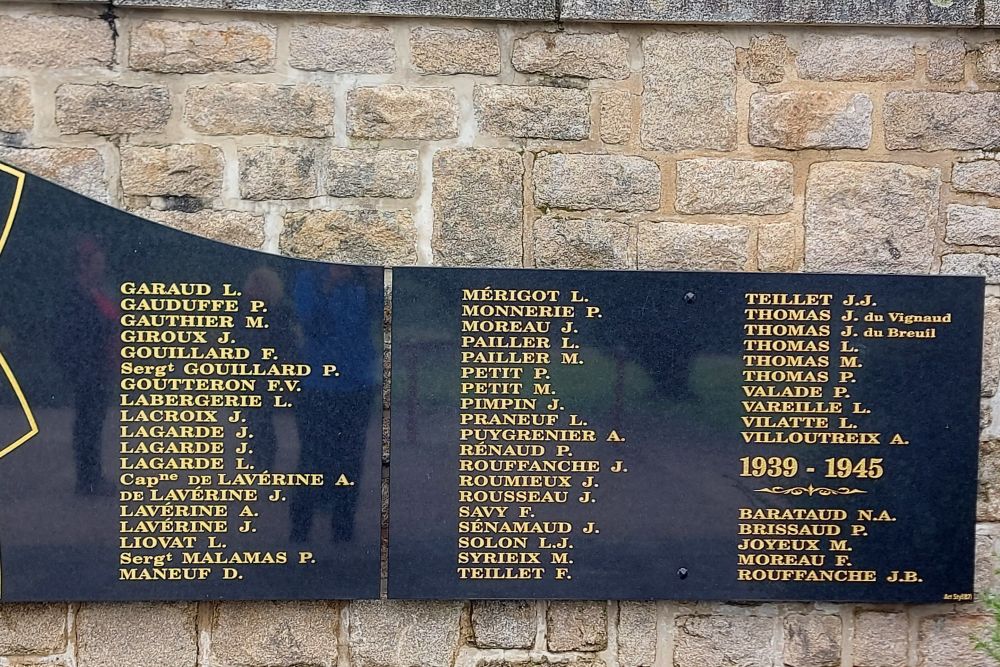 GARAUD L.
GAUDUFFE P.
GAUTHIER M.
GIROUX J.
GOUILLARD F.
Sergt GOUILLARD P.
GOUTTERON F.V.
LABERGERIE L.
LACROIX J.
LAGARDE J.
LAGARDE J.
LAGARDE L.
Capne DE LAVÉRINE A.
DE LAVÉRINE J.
LAVÉRINE A.
LAVÉRINE J.
LIOVAT L.
Sergt MALAMAS P.
MANEUF D.
MÉRIGOT L.
MONNERIE P.
MOREAU J.
PAILLER L.
PAILLER M.
PETIT P.
PETIT M.
PIMPIN J.
PRANEUF L.
PUYGRENIER A.
RENAUD P.
ROUFFANCHE J.
ROUMIEUX J.
ROUSSEAU J.
SAVY F.
SÉNAMAUD J.
SOLON L.J.
SYRIEIX M.
TEILLET F.
TEILLET J.J.
THOMAS J. du Vignaud
THOMAS J. du Breuil
THOMAS L.
THOMAS M.
THOMAS P.
VALADE P.
VAREILLE L.
VILATTE L.
VILLOUTREIX A.
1939 - 1945
BARATAUD N.A.
BRISSAUD P.
JOYEUX M.
MOREAU F.
ROUFFANCHE J.B.